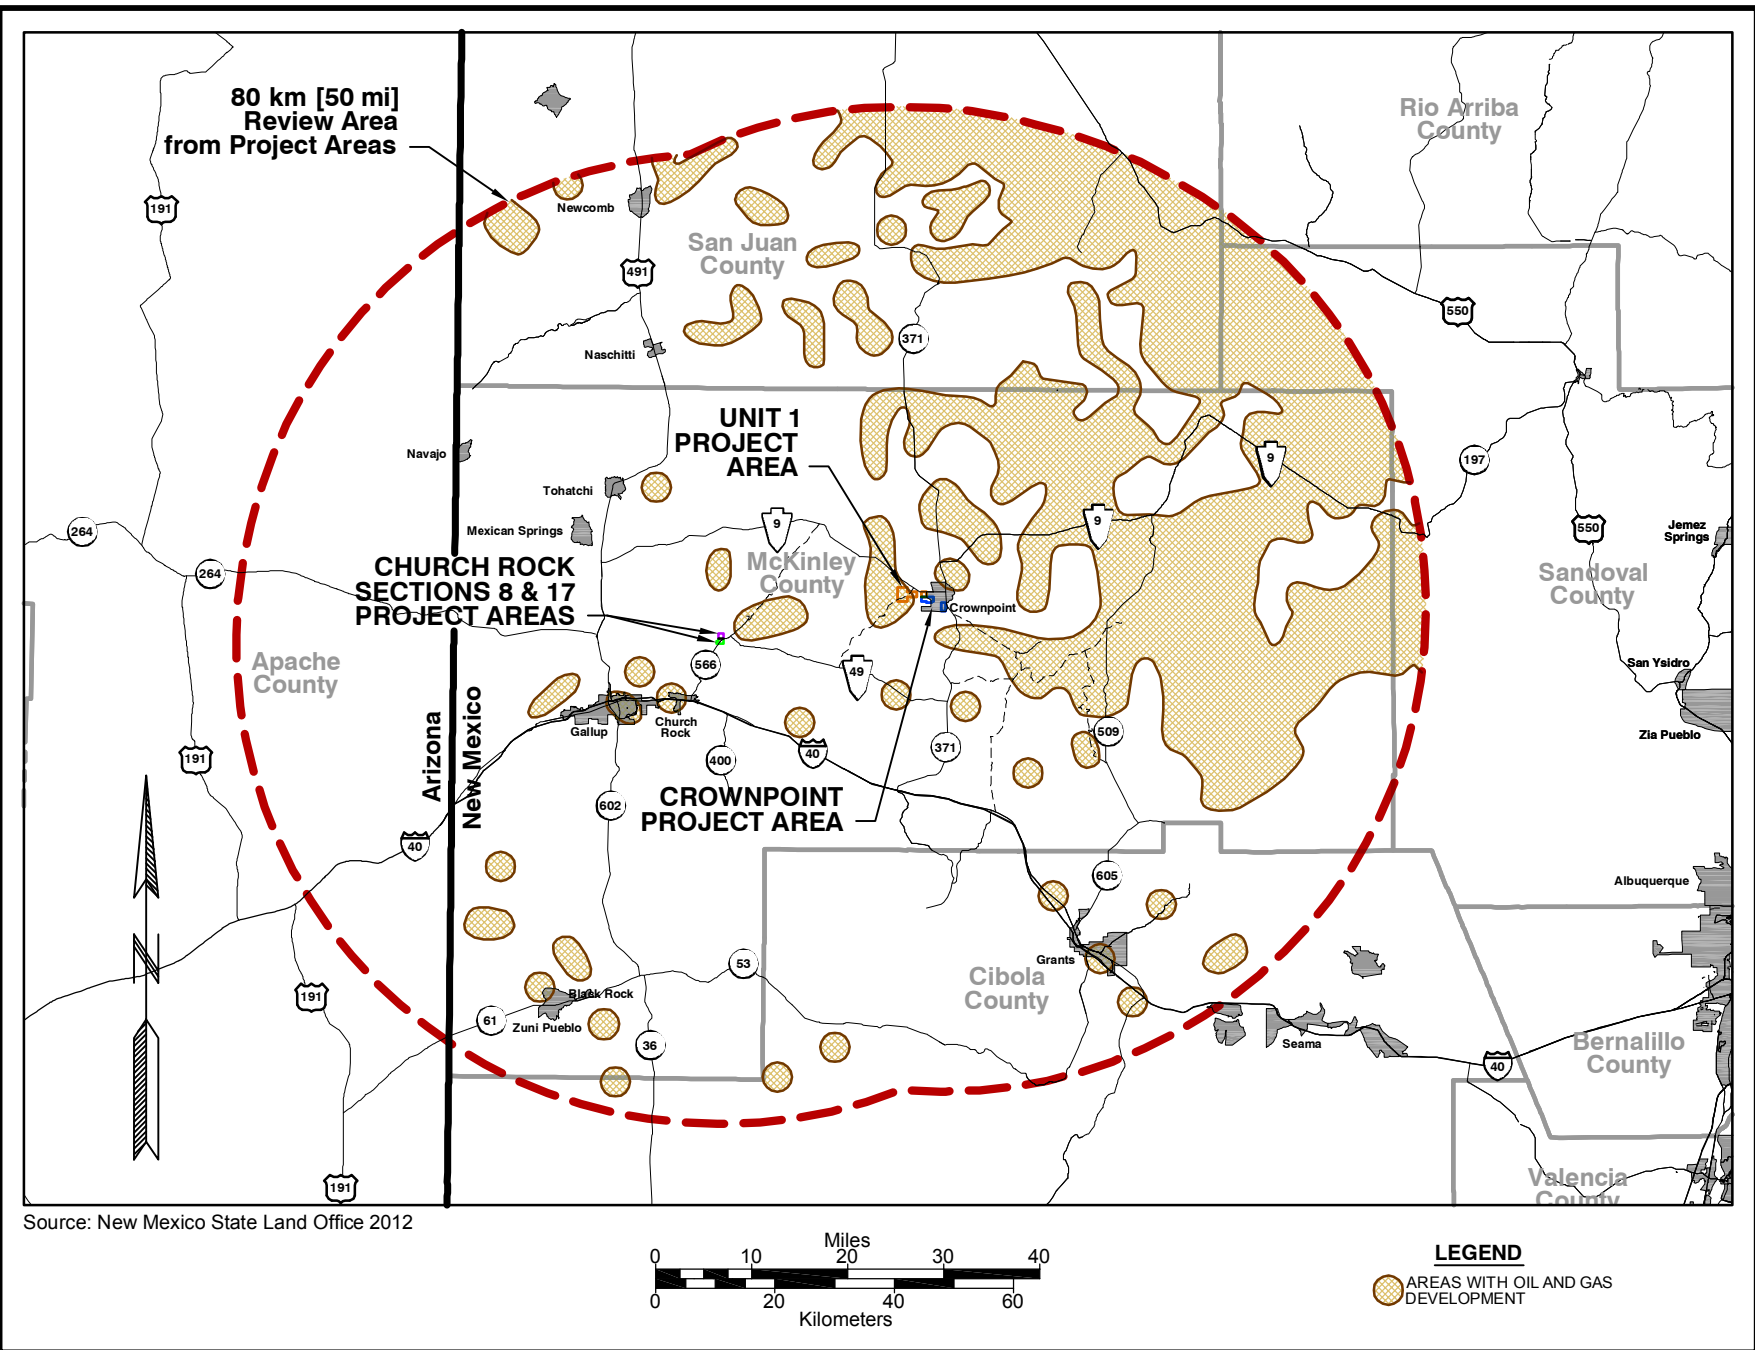 80 km [50 mi]
Review Area
from Project Areas
Rio Arriba
County
191
Newcomb
San Juan
County
491
550
371
Naschitti
UNIT 1
PROJECT
AREA
Navajo
9
197
Tohatchi
Mexican Springs
9
9
264
550
Jemez
Springs
CHURCH ROCK
SECTIONS 8 & 17
PROJECT AREAS
McKinley
County
264
Sandoval
County
Crownpoint
Apache
County
566
49
San Ysidro
Arizona
New Mexico
Gallup
Church
Rock
509
Zia Pueblo
191
400
40
371
602
CROWNPOINT
PROJECT AREA
40
605
Albuquerque
53
Grants
Cibola
County
191
Black Rock
61
Zuni Pueblo
36
Seama
Bernalillo
County
40
191
Valencia
County
Source: New Mexico State Land Office 2012
Miles
0 10 20 30 40
0 20 40 60
Kilometers
N
LEGEND
AREAS WITH OIL AND GAS
DEVELOPMENT